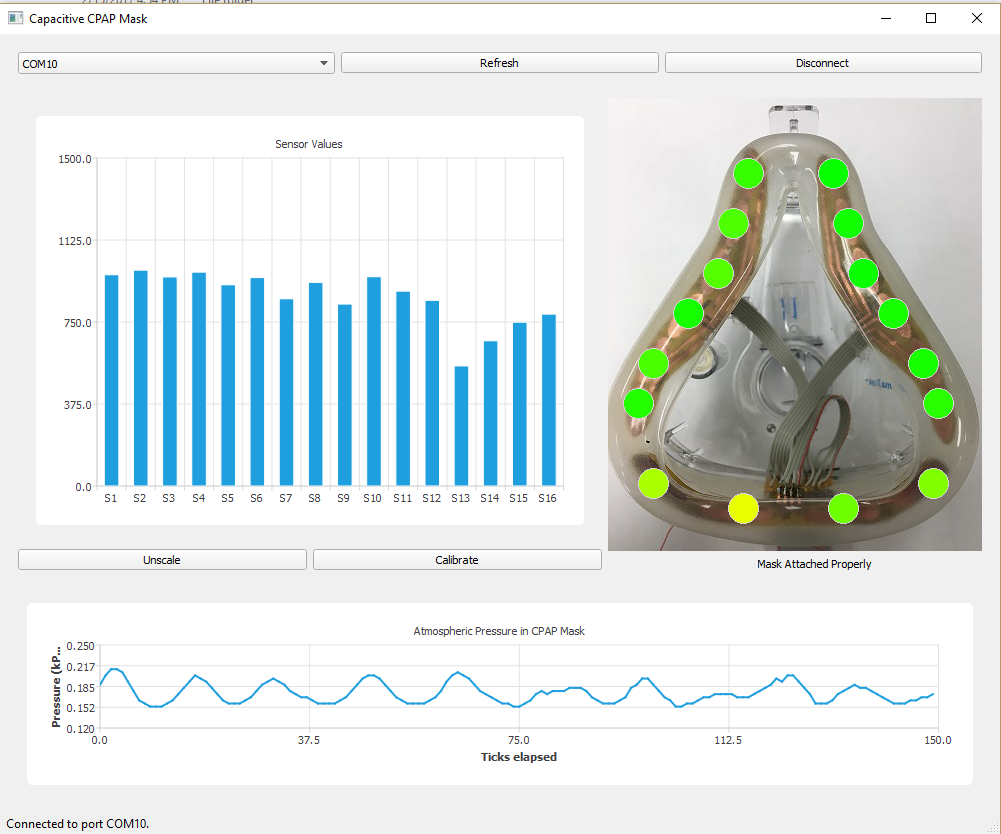 Capacitive CPAP Mask
COM10
Refresh
Disconnect
Sensor Values
1500.0
1125.0
750.0
375.0
0.0
S1 S2 S3 S4 S5 S6 S7 S8 S9 S10 S11 S12 S13 S14 S15 S16
Mask Attached Properly
Unscale
Calibrate
Atmospheric Pressure in CPAP Mask
Pressure (kP...
0.250
0.217
0.185
0.152
0.120
0.0 37.5 75.0 112.5 150.0
Ticks elapsed
Connected to port COM10.